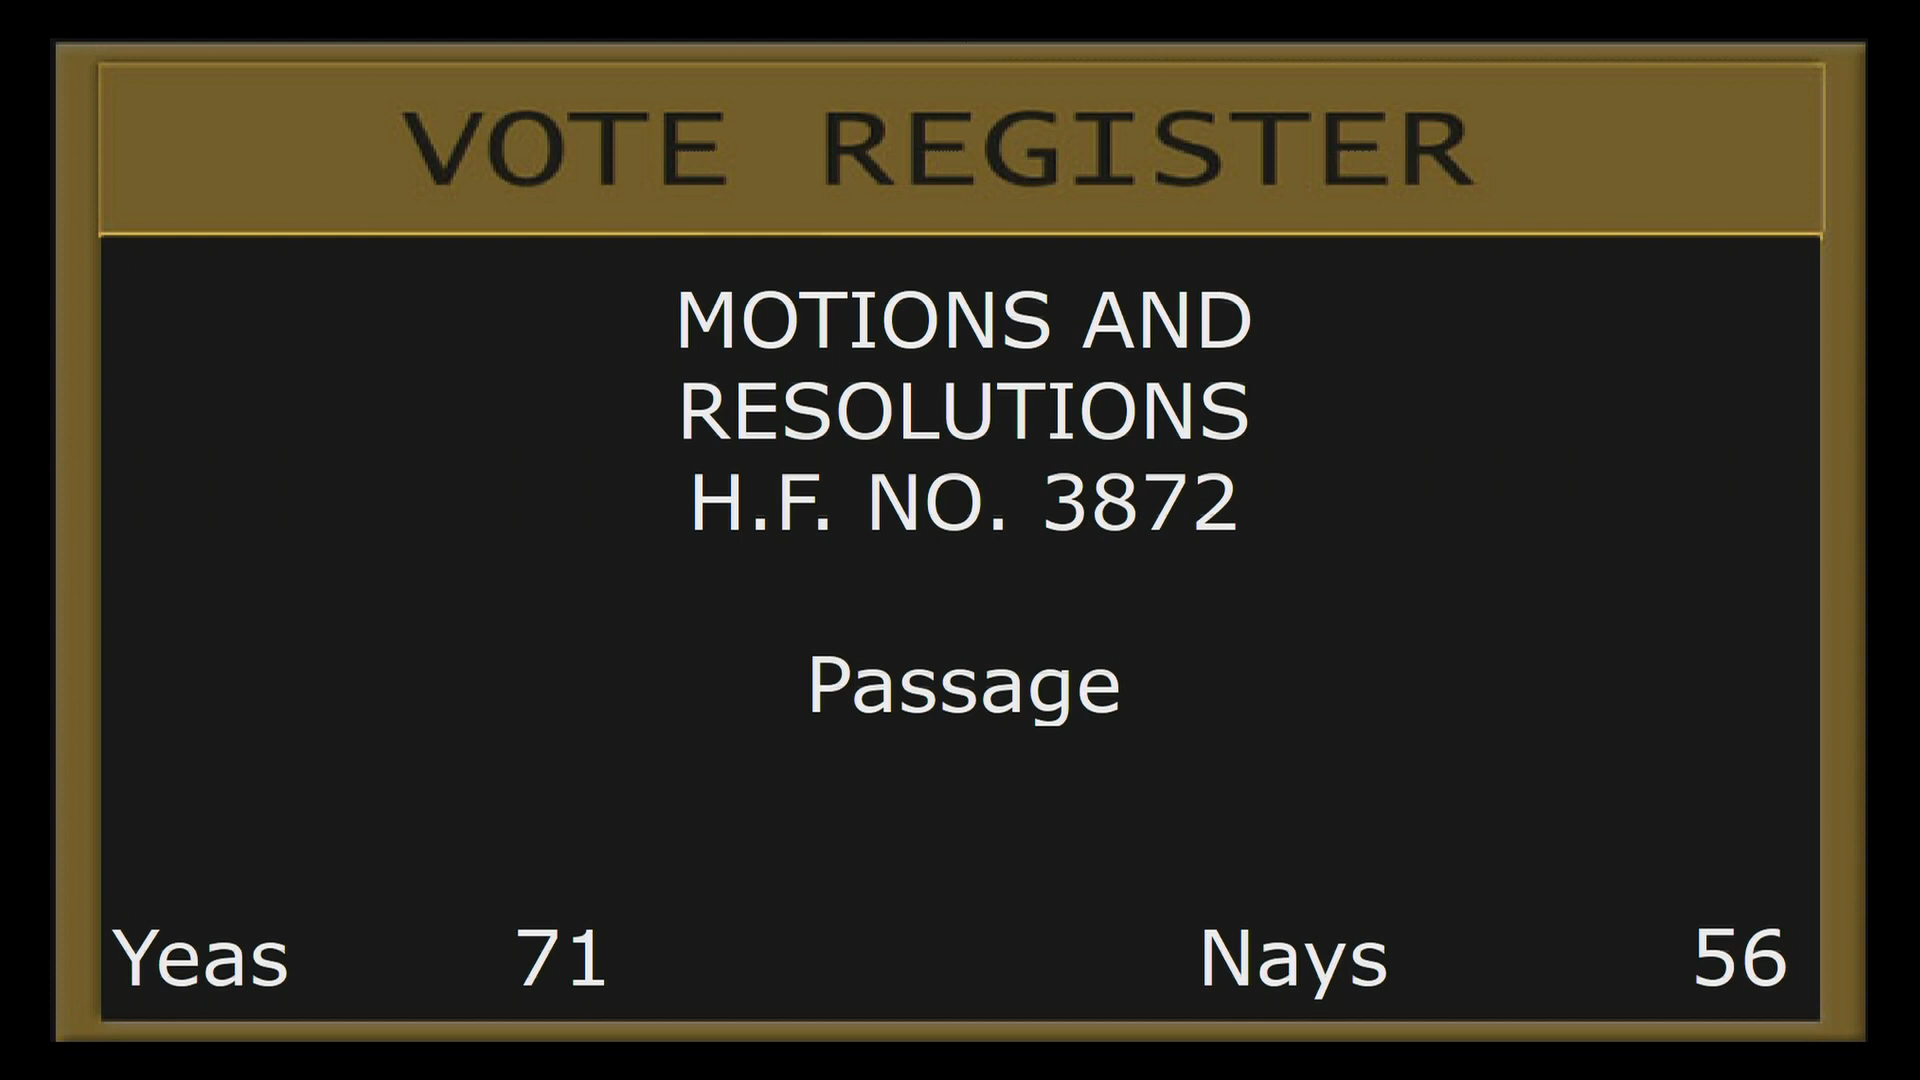 VOTE REGISTER
MOTIONS AND
RESOLUTIONS
H.F. NO. 3872
Passage
Yeas 71 Nays 56